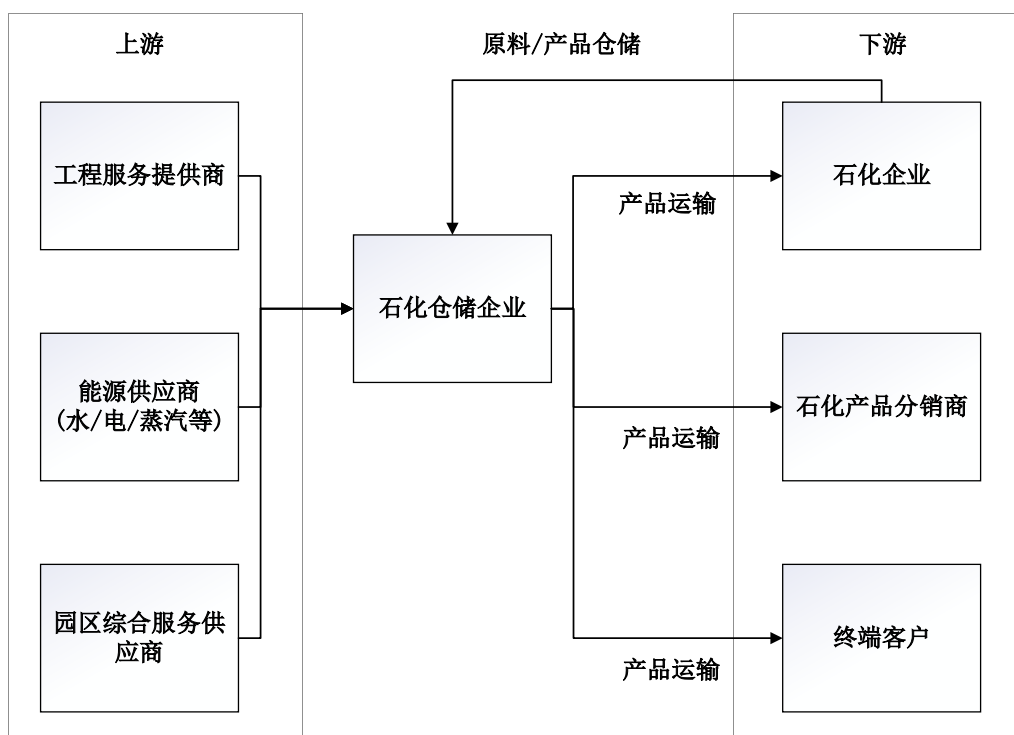 上游
原料/产品仓储
下游
工程服务提供商
石化企业
产品运输
石化仓储企业
能源供应商
(水/电/蒸汽等)
石化产品分销商
产品运输
园区综合服务供
应商
终端客户
产品运输